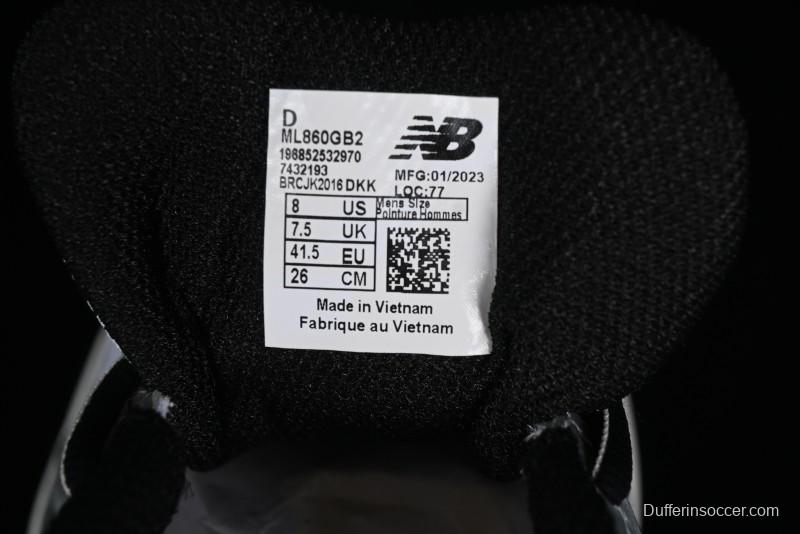 D
ML860GB2
196852532970
7432193
BRCJK2016 DKK
NB
MFG:01/2023
LOC:77
Mens Size
Pointure Hommes
8 US
7.5 UK
41.5 EU
26 CM
Made in Vietnam
Fabrique au Vietnam
Dufferinsoccer.com